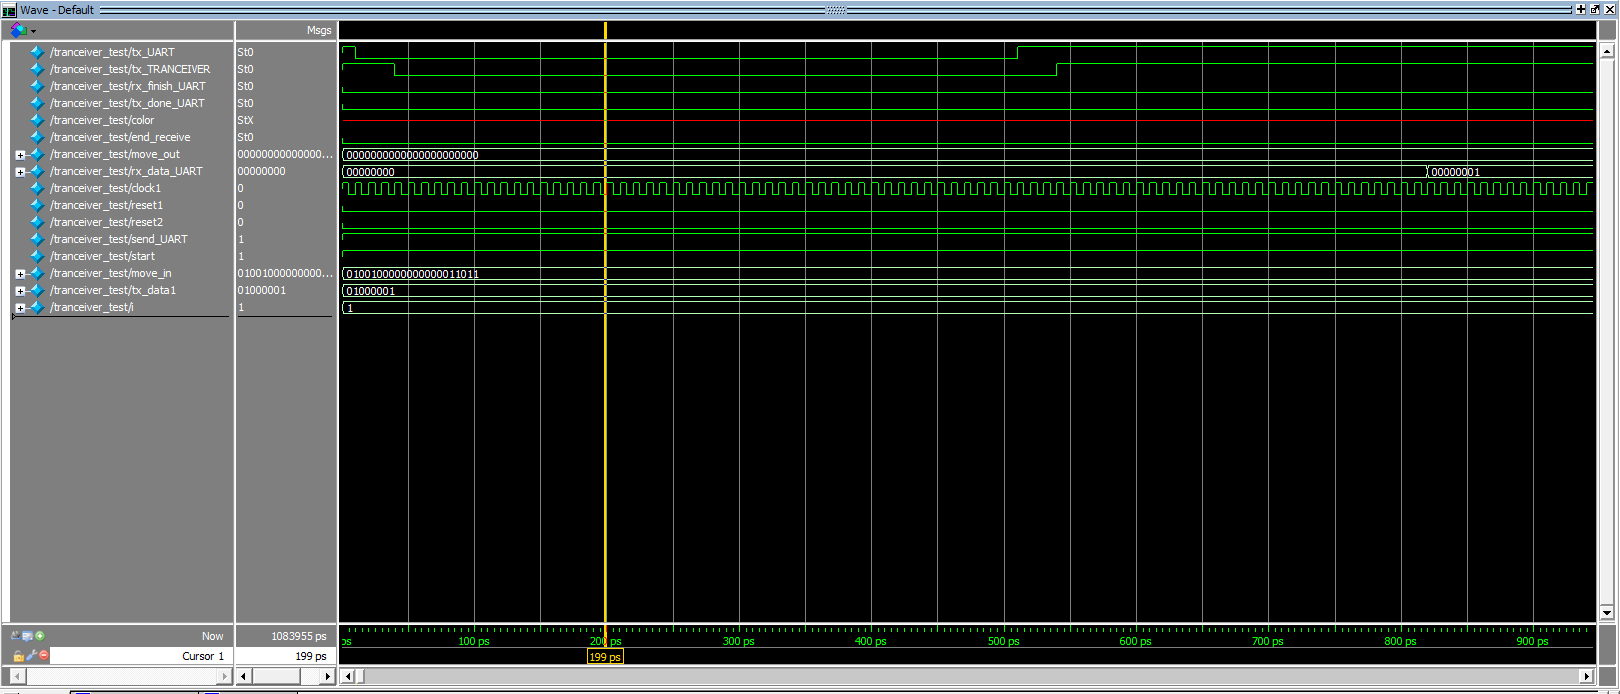 Wave - Default
Msgs
/tranceiver_test/tx_UART St0
/tranceiver_test/tx_TRANCEIVER St0
/tranceiver_test/rx_finish_UART St0
/tranceiver_test/tx_done_UART St0
/tranceiver_test/color StX
/tranceiver_test/end_receive St0
/tranceiver_test/move_out 00000000000000... 0000000000000000000000
/tranceiver_test/rx_data_UART 00000000 00000000 00000001
/tranceiver_test/clock1 0
/tranceiver_test/reset1 0
/tranceiver_test/reset2 0
/tranceiver_test/send_UART 1
/tranceiver_test/start 1
/tranceiver_test/move_in 01001000000000... 0100100000000000011011
/tranceiver_test/tx_data1 01000001 01000001
/tranceiver_test/i 1 1
Now 1083955 ps ps 100 ps 200 ps 300 ps 400 ps 500 ps 600 ps 700 ps 800 ps 900 ps
Cursor 1 199 ps 199 ps